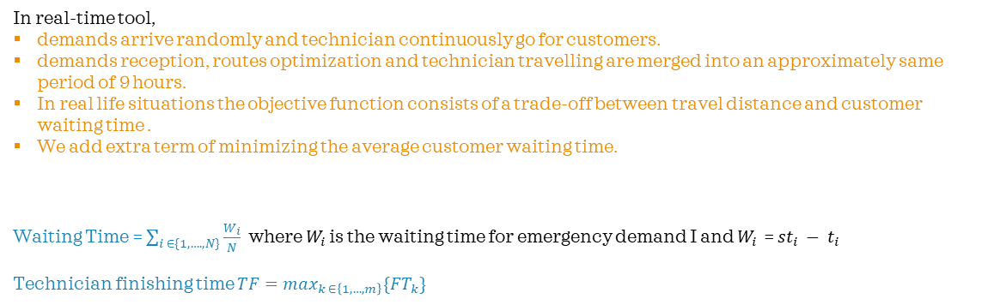 In real-time tool,
▪ demands arrive randomly and technician continuously go for customers.
▪ demands reception, routes optimization and technician travelling are merged into an approximately same
period of 9 hours.
▪ In real life situations the objective function consists of a trade-off between travel distance and customer
waiting time.
▪ We add extra term of minimizing the average customer waiting time.
Waiting Time = ∑_{i ∈{1,....,N}} W_i/N where W_i is the waiting time for emergency demand I and W_i = st_i − t_i
Technician finishing time TF = max_{k ∈{1,...,m}}{FT_k}